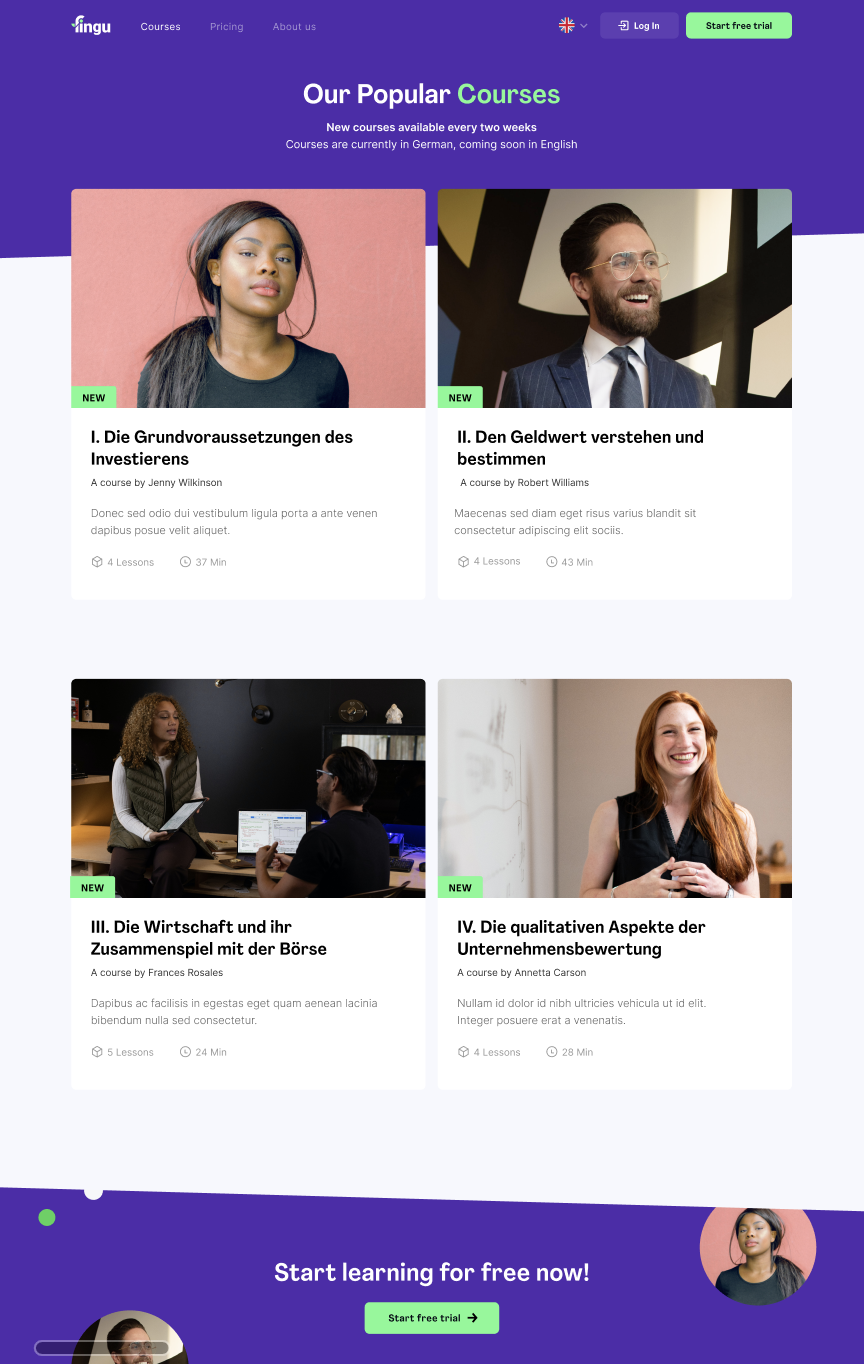 fingu
Courses
Pricing
About us
Log In
Start free trial
Our Popular Courses
New courses available every two weeks
Courses are currently in German, coming soon in English
NEW
I. Die Grundvoraussetzungen des
Investierens
A course by Jenny Wilkinson
Donec sed odio dui vestibulum ligula porta a ante venen
dapibus posue velit aliquet.
4 Lessons
37 Min
NEW
II. Den Geldwert verstehen und
bestimmen
A course by Robert Williams
Maecenas sed diam eget risus varius blandit sit
consectetur adipiscing elit sociis.
4 Lessons
43 Min
NEW
III. Die Wirtschaft und ihr
Zusammenspiel mit der Börse
A course by Frances Rosales
Dapibus ac facilisis in egestas eget quam aenean lacinia
bibendum nulla sed consectetur.
5 Lessons
24 Min
NEW
IV. Die qualitativen Aspekte der
Unternehmensbewertung
A course by Annetta Carson
Nullam id dolor id nibh ultricies vehicula ut id elit.
Integer posuere erat a venenatis.
4 Lessons
28 Min
Start learning for free now!
Start free trial